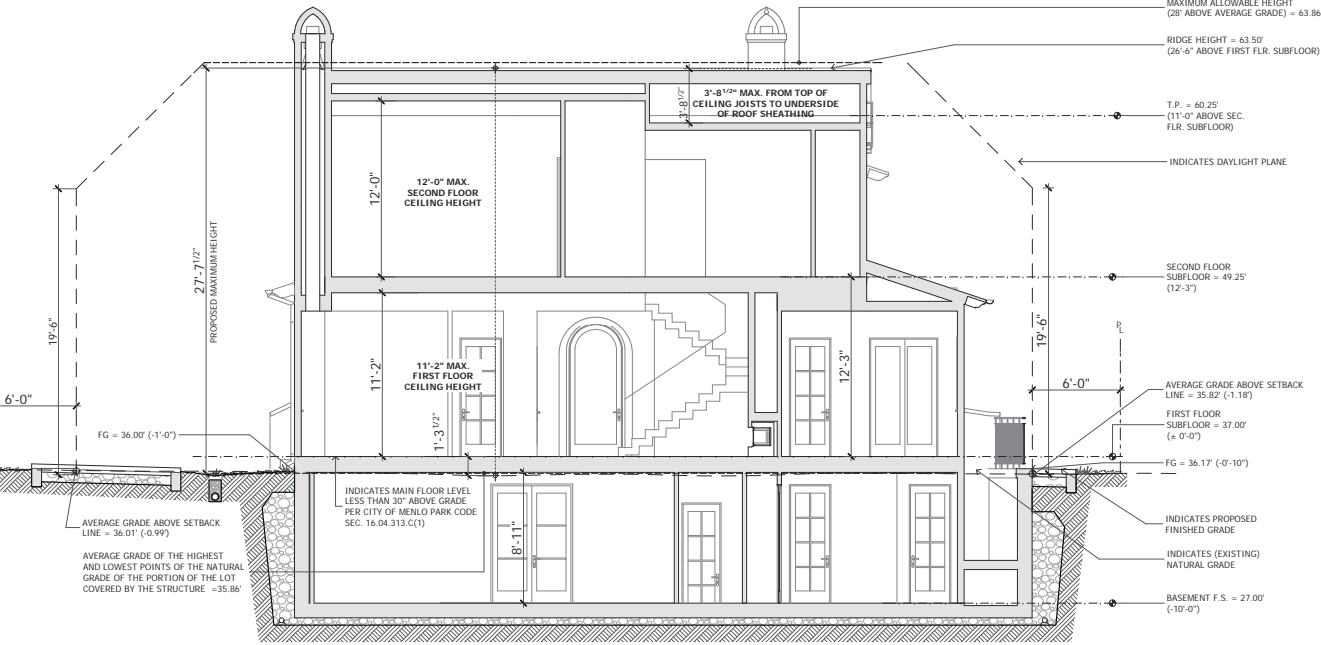 MAXIMUM ALLOWABLE HEIGHT
(28' ABOVE AVERAGE GRADE) = 63.86
RIDGE HEIGHT = 63.50'
(26'-6" ABOVE FIRST FLR. SUBFLOOR)
3'-8 1/2"
3'-8 1/2" MAX. FROM TOP OF
CEILING JOISTS TO UNDERSIDE
OF ROOF SHEATHING
T.P. = 60.25'
(11'-0" ABOVE SEC.
FLR. SUBFLOOR)
INDICATES DAYLIGHT PLANE
12'-0"
12'-0" MAX.
SECOND FLOOR
CEILING HEIGHT
27'-7 1/2"
PROPOSED MAXIMUM HEIGHT
SECOND FLOOR
SUBFLOOR = 49.25'
(12'-3")
19'-6"
19'-6"
PL
11'-2"
11'-2" MAX.
FIRST FLOOR
CEILING HEIGHT
12'-3"
6'-0"
6'-0"
AVERAGE GRADE ABOVE SETBACK
LINE = 35.82' (-1.18')
1'-3 1/2"
FIRST FLOOR
SUBFLOOR = 37.00'
(± 0'-0")
FG = 36.00' (-1'-0")
FG = 36.17' (-0'-10")
INDICATES MAIN FLOOR LEVEL
LESS THAN 30" ABOVE GRADE
PER CITY OF MENLO PARK CODE
SEC. 16.04.313.C(1)
8'-11"
AVERAGE GRADE ABOVE SETBACK
LINE = 36.01' (-0.99')
INDICATES PROPOSED
FINISHED GRADE
AVERAGE GRADE OF THE HIGHEST
AND LOWEST POINTS OF THE NATURAL
GRADE OF THE PORTION OF THE LOT
COVERED BY THE STRUCTURE =35.86'
INDICATES (EXISTING)
NATURAL GRADE
BASEMENT F.S. = 27.00'
(-10'-0")